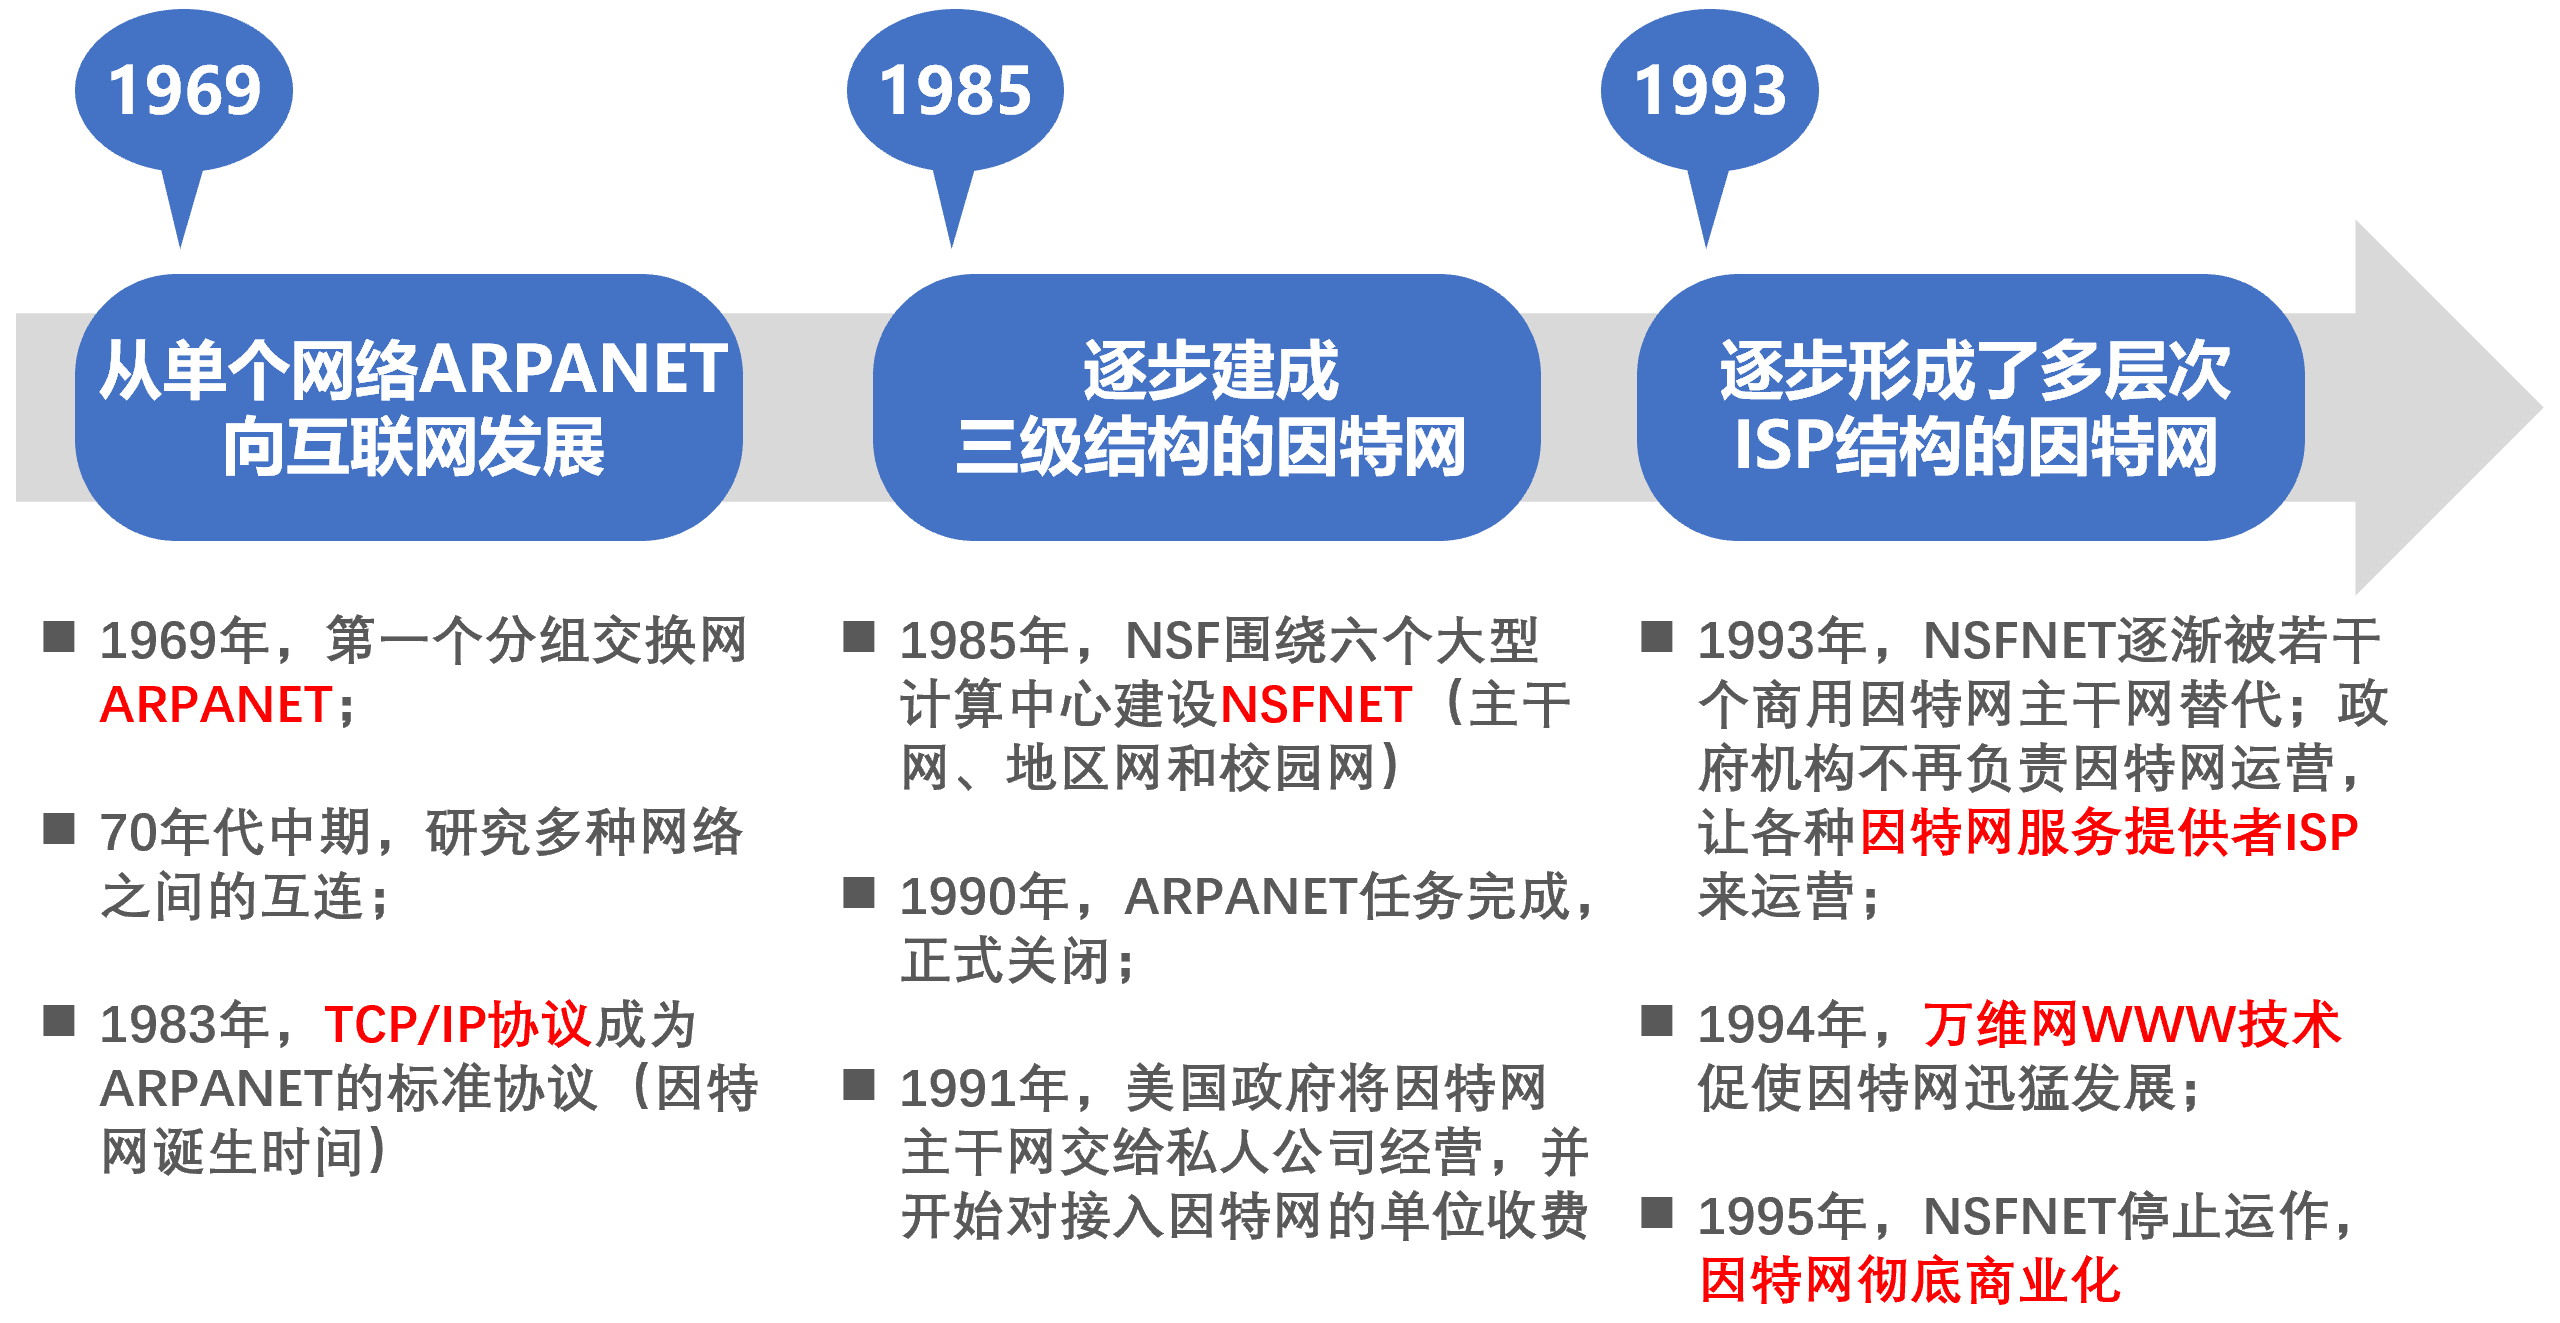 1969
1985
1993
从单个网络ARPANET
向互联网发展
逐步建成
三级结构的因特网
逐步形成了多层次
ISP结构的因特网
1969年，第一个分组交换网
ARPANET；
70年代中期，研究多种网络
之间的互连；
1983年，TCP/IP协议成为
ARPANET的标准协议（因特
网诞生时间）
1985年，NSF围绕六个大型
计算中心建设NSFNET（主干
网、地区网和校园网）
1990年，ARPANET任务完成，
正式关闭；
1991年，美国政府将因特网
主干网交给私人公司经营，并
开始对接入因特网的单位收费
1993年，NSFNET逐渐被若干
个商用因特网主干网替代；政
府机构不再负责因特网运营，
让各种因特网服务提供者ISP
来运营；
1994年，万维网WWW技术
促使因特网迅猛发展；
1995年，NSFNET停止运作，
因特网彻底商业化